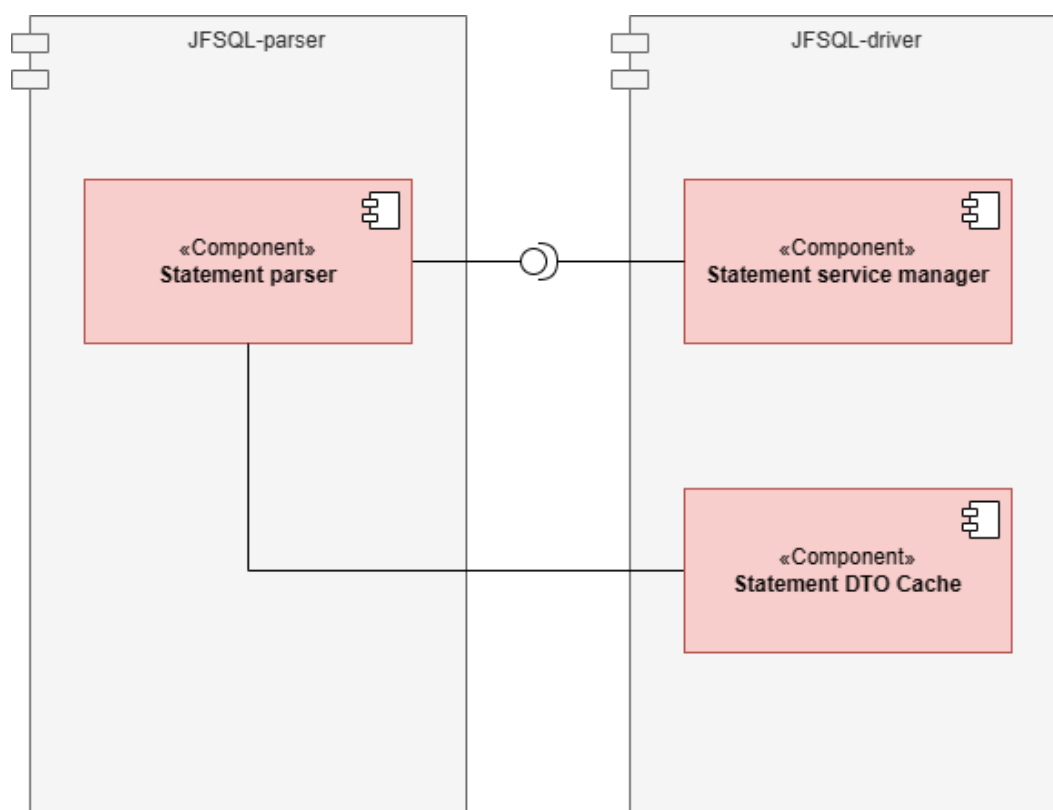 JFSQL-parser
JFSQL-driver
«Component»
Statement parser
«Component»
Statement service manager
«Component»
Statement DTO Cache